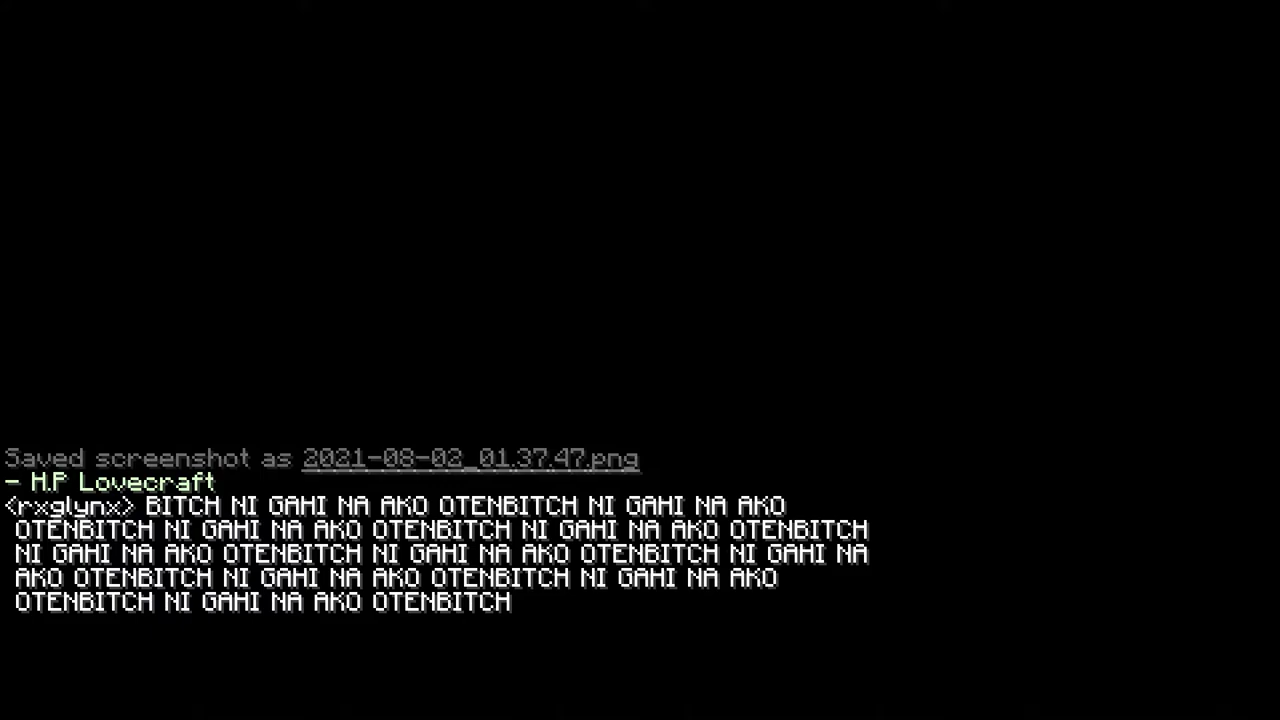 Saved screenshot as 2021-08-02_01.37.47.png
- H.P Lovecraft
<rxglynx> BITCH NI GAHI NA AKO OTENBITCH NI GAHI NA AKO
OTENBITCH NI GAHI NA AKO OTENBITCH NI GAHI NA AKO OTENBITCH
NI GAHI NA AKO OTENBITCH NI GAHI NA AKO OTENBITCH NI GAHI NA
AKO OTENBITCH NI GAHI NA AKO OTENBITCH NI GAHI NA AKO
OTENBITCH NI GAHI NA AKO OTENBITCH